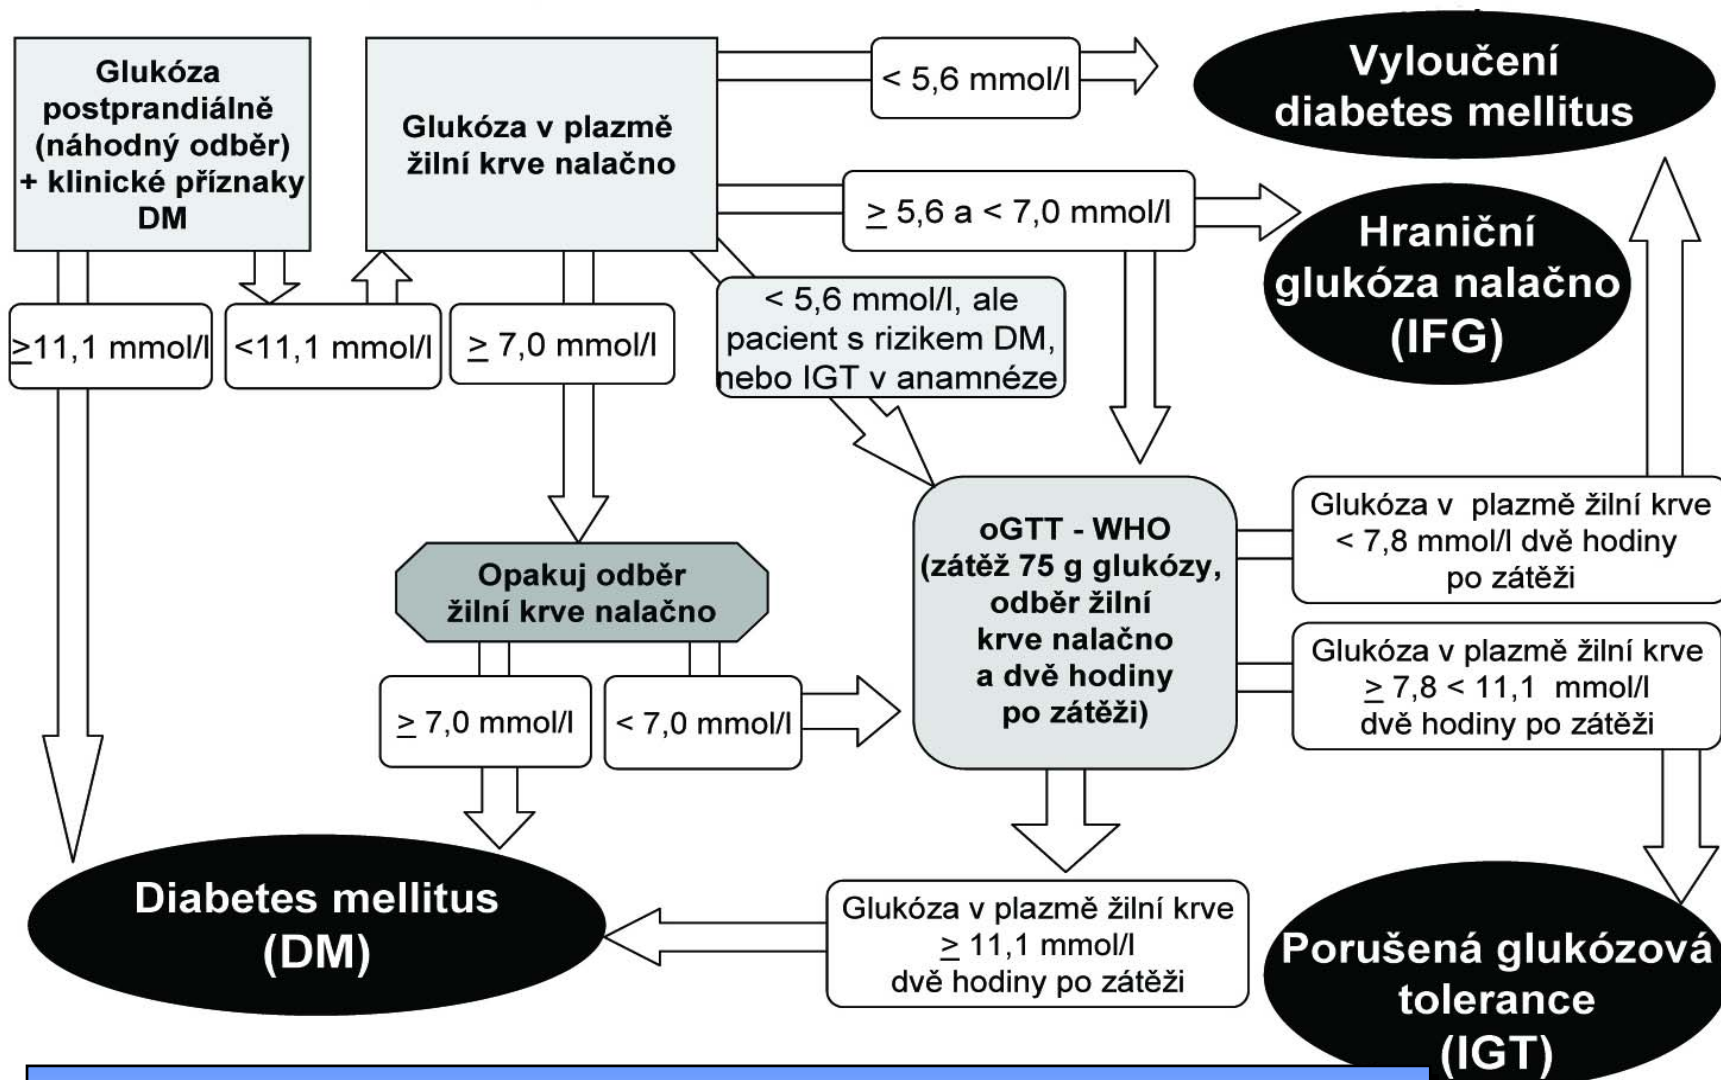 Glukóza
postprandiálně
(náhodný odběr)
+ klinické příznaky
DM
Glukóza v plazmě
žilní krve nalačno
< 5,6 mmol/l
Vyloučení
diabetes mellitus
≥ 5,6 a < 7,0 mmol/l
Hraniční
glukóza nalačno
(IFG)
≥11,1 mmol/l
<11,1 mmol/l
≥ 7,0 mmol/l
< 5,6 mmol/l, ale
pacient s rizikem DM,
nebo IGT v anamnéze
Opakuj odběr
žilní krve nalačno
≥ 7,0 mmol/l
< 7,0 mmol/l
oGTT - WHO
(zátěž 75 g glukózy,
odběr žilní
krve nalačno
a dvě hodiny
po zátěži)
Glukóza v plazmě žilní krve
< 7,8 mmol/l dvě hodiny
po zátěži
Glukóza v plazmě žilní krve
≥ 7,8 < 11,1 mmol/l
dvě hodiny po zátěži
Diabetes mellitus
(DM)
Glukóza v plazmě žilní krve
≥ 11,1 mmol/l
dvě hodiny po zátěži
Porušená glukózová
tolerance
(IGT)